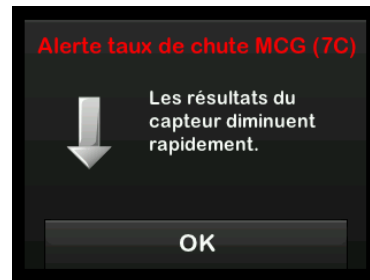 Alerte taux de chute MCG (7C)
Les résultats du
capteur diminuent
rapidement.
OK